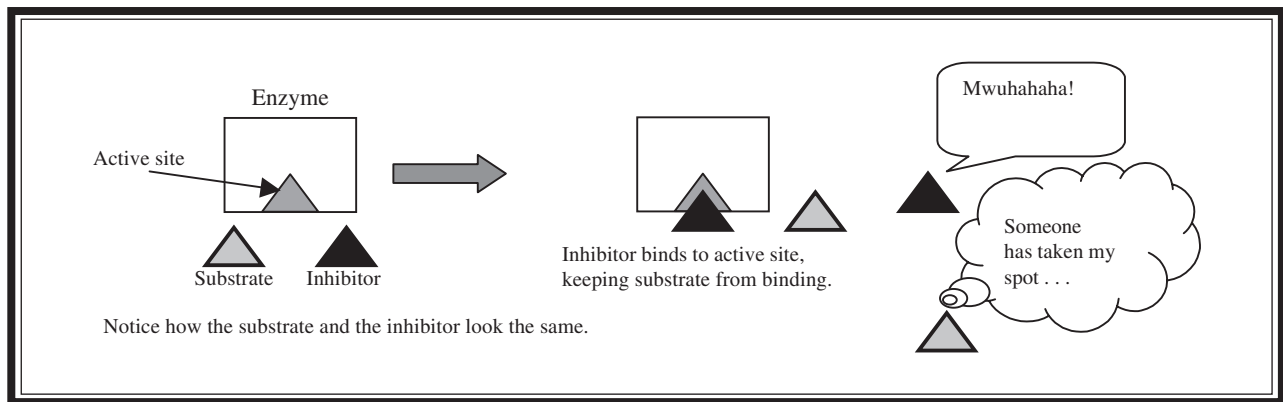 Enzyme
Active site
Substrate
Inhibitor
Notice how the substrate and the inhibitor look the same.
Inhibitor binds to active site,
keeping substrate from binding.
Mwuhahaha!
Someone
has taken my
spot . . .